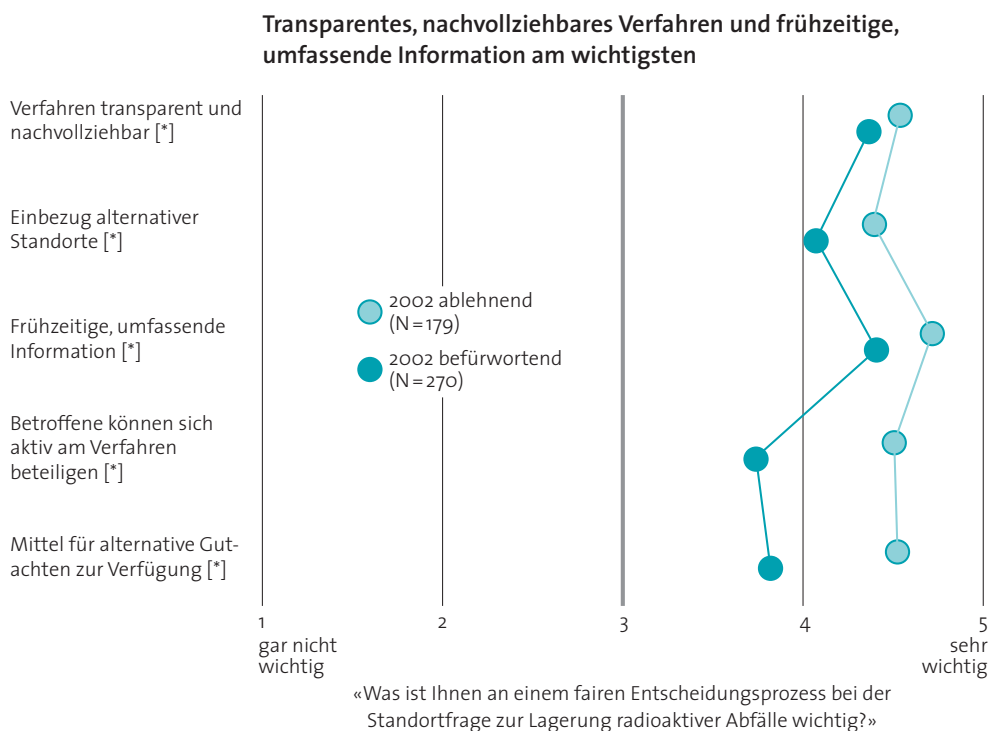 Transparentes, nachvollziehbares Verfahren und frühzeitige,
umfassende Information am wichtigsten
Verfahren transparent und
nachvollziehbar [*]
Einbezug alternativer
Standorte [*]
Frühzeitige, umfassende
Information [*]
Betroffene können sich
aktiv am Verfahren
beteiligen [*]
Mittel für alternative Gut-
achten zur Verfügung [*]
2002 ablehnend
(N = 179)
2002 befürwortend
(N = 270)
1 2 3 4 5
gar nicht
wichtig
sehr
wichtig
«Was ist Ihnen an einem fairen Entscheidungsprozess bei der
Standortfrage zur Lagerung radioaktiver Abfälle wichtig?»